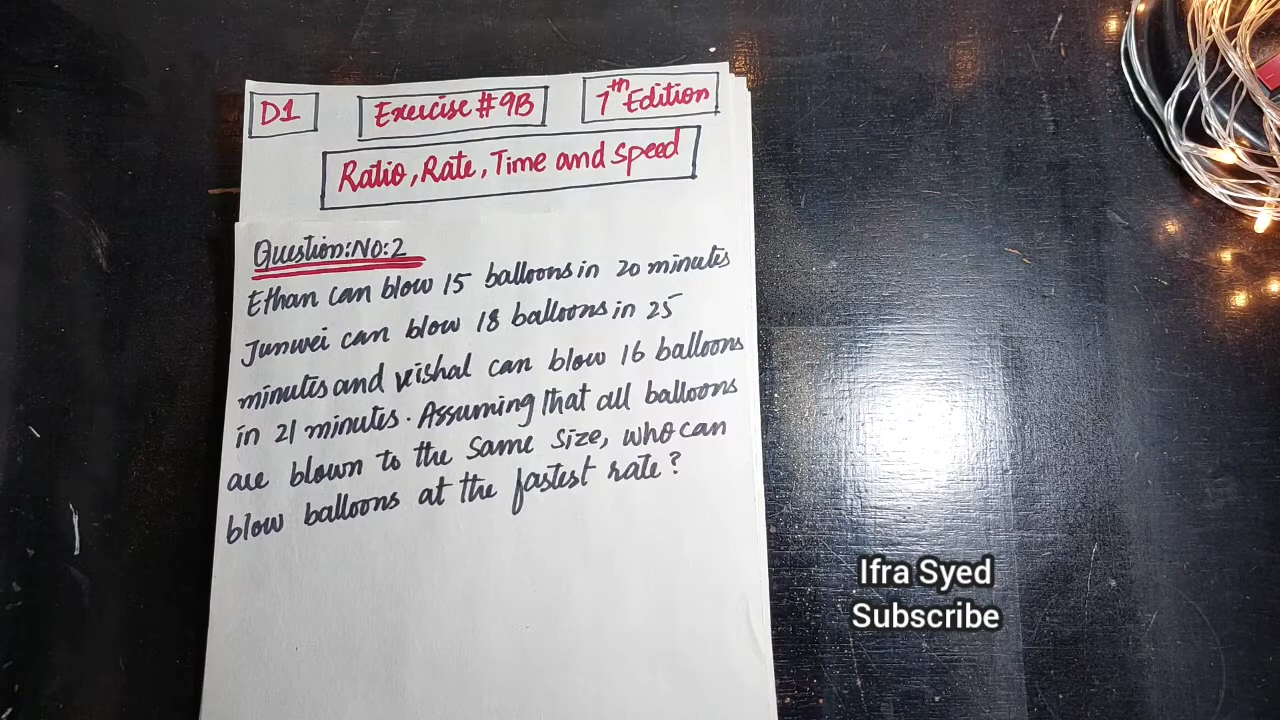 D1
Exercise #9B
7th Edition
Ratio, Rate, Time and speed
Question:No:2
Ethan can blow 15 balloons in 20 minutes
Junwei can blow 18 balloons in 25
minutes and veishal can blow 16 balloons
in 21 minutes. Assuming that all balloons
are blown to the same size, who can
blow balloons at the fastest rate?
Ifra Syed
Subscribe